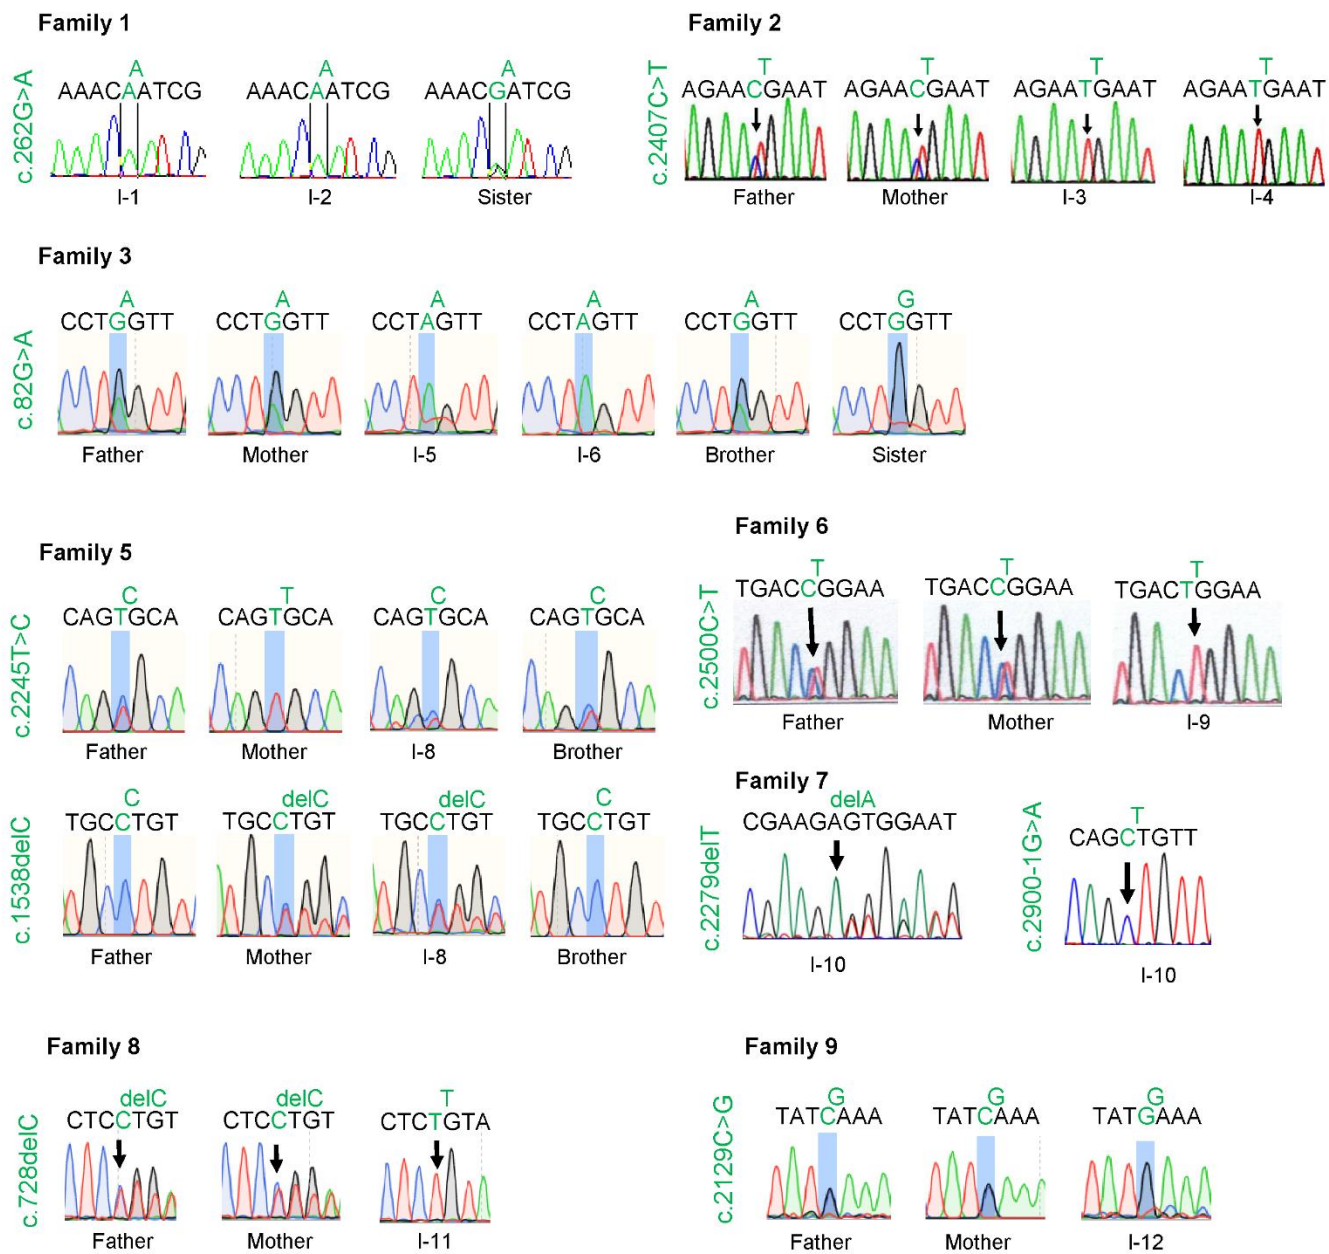 Family 1
c.262G>A
A A A
AAACAATCG AAACAATCG AAACGATCG
I-1 I-2 Sister
Family 2
c.2407C>T
T T T T
AGAACGAAT AGAACGAAT AGAATGAAT AGAATGAAT
Father Mother I-3 I-4
Family 3
c.82G>A
A A A A A G
CCTGGTT CCTGGTT CCTAGTT CCTAGTT CCTGGTT CCTGGTT
Father Mother I-5 I-6 Brother Sister
Family 5
c.2245T>C
C T C C
CAGTGCA CAGTGCA CAGTGCA CAGTGCA
Father Mother I-8 Brother
c.1538delC
C delC delC C
TGCCTGT TGCCTGT TGCCTGT TGCCTGT
Father Mother I-8 Brother
Family 6
c.2500C>T
T T T
TGACCGGAA TGACCGGAA TGACTGGAA
Father Mother I-9
Family 7
c.2279delT
delA
CGAAGAGTGGAAT
I-10
c.2900-1G>A
T
CAGCTGTT
I-10
Family 8
c.728delC
delC delC T
CTCCTGT CTCCTGT CTCTGTA
Father Mother I-11
Family 9
c.2129C>G
G G G
TATCAAA TATCAAA TATGAAA
Father Mother I-12